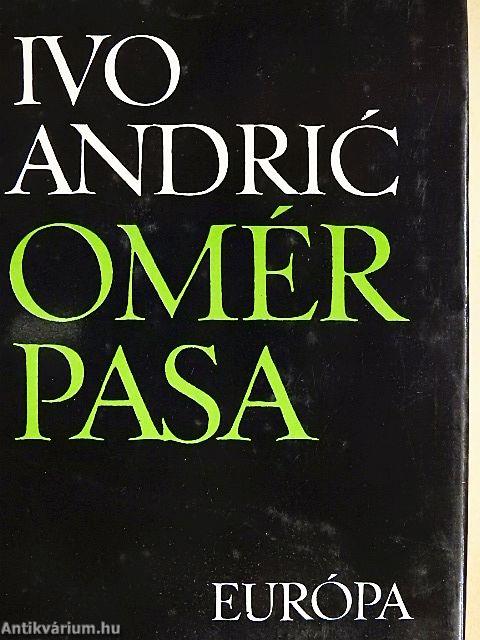 IVO
ANDRIĆ
OMÉR
PASA
EURÓPA
Antikvárium.hu